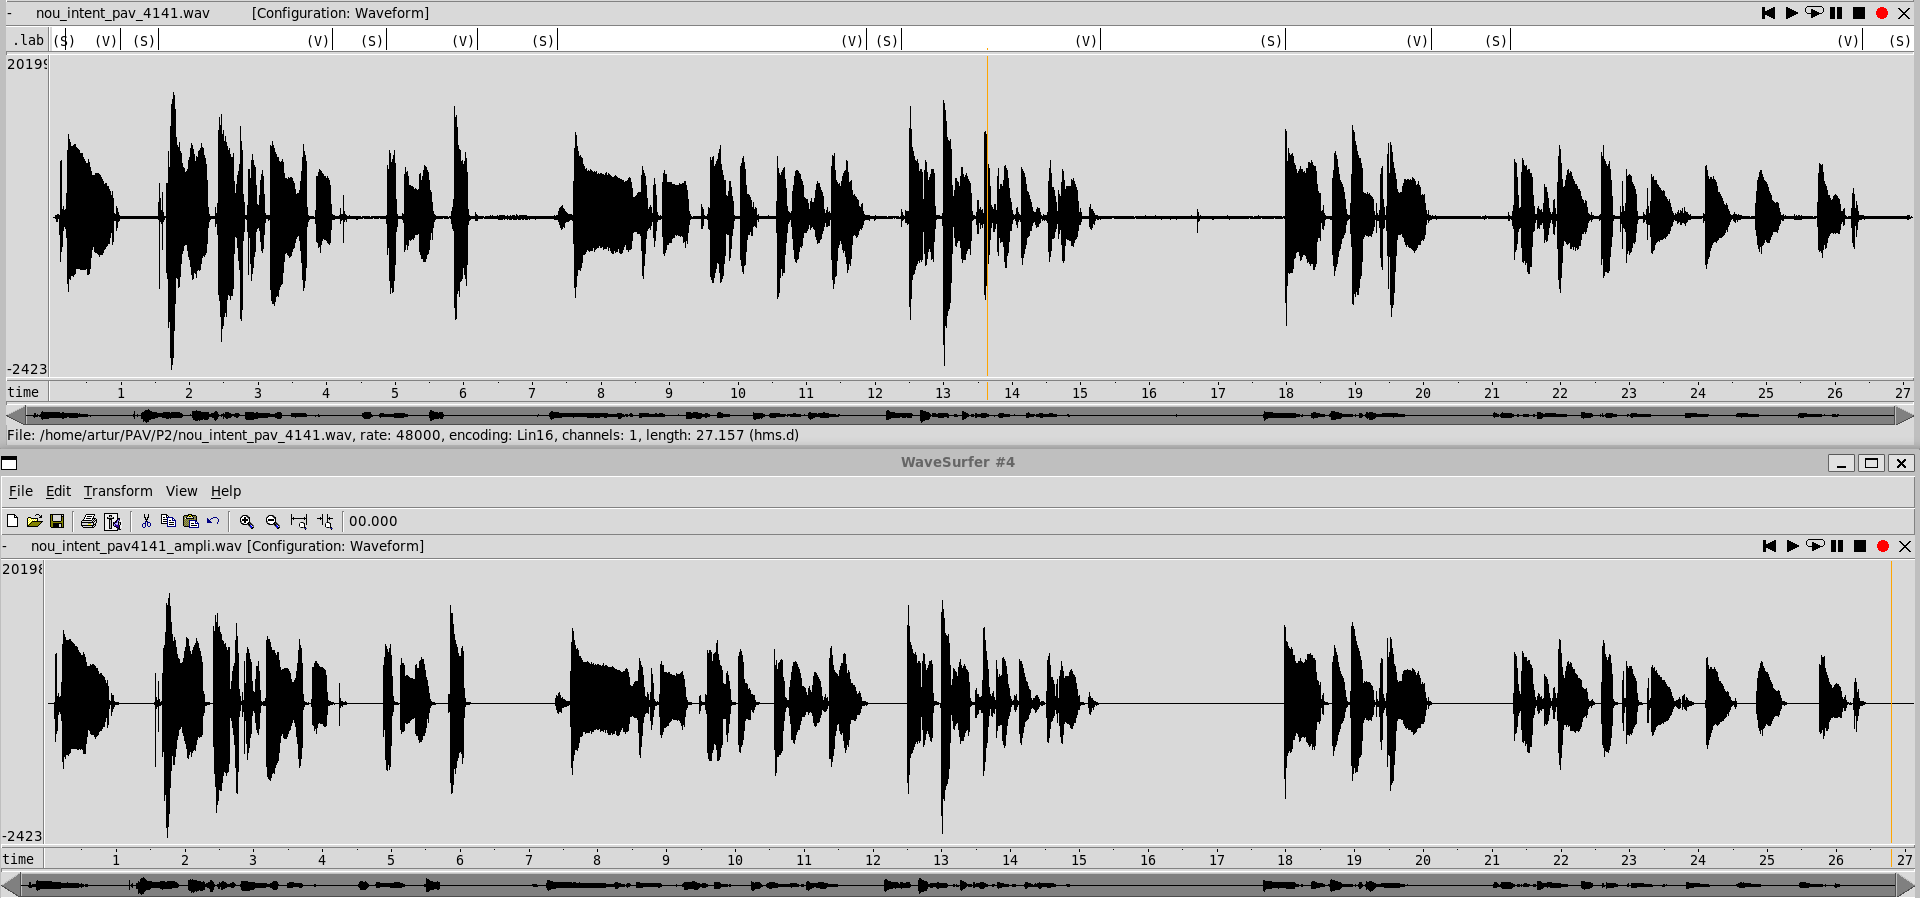 - nou_intent_pav_4141.wav [Configuration: Waveform]
.lab (S) (V) (S) (V) (S) (V) (S) (V) (S) (V) (S) (V) (S) (V) (S)
20199
-2423
time 1 2 3 4 5 6 7 8 9 10 11 12 13 14 15 16 17 18 19 20 21 22 23 24 25 26 27
File: /home/artur/PAV/P2/nou_intent_pav_4141.wav, rate: 48000, encoding: Lin16, channels: 1, length: 27.157 (hms.d)
WaveSurfer #4
File Edit Transform View Help
00.000
- nou_intent_pav4141_ampli.wav [Configuration: Waveform]
20198
-2423
time 1 2 3 4 5 6 7 8 9 10 11 12 13 14 15 16 17 18 19 20 21 22 23 24 25 26 27